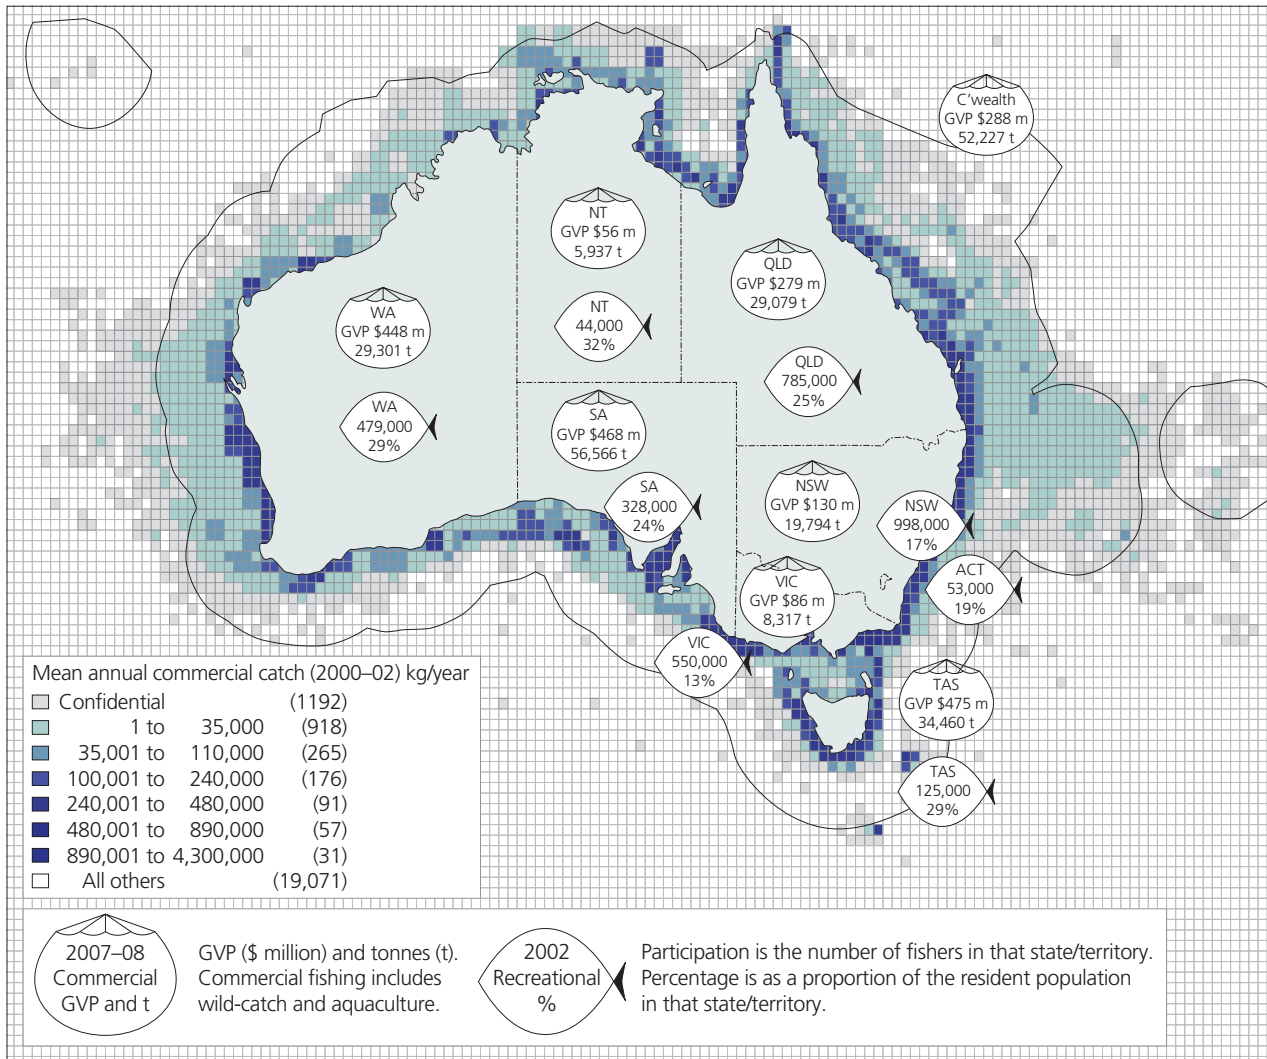 C'wealth
GVP $288 m
52,227 t
NT
GVP $56 m
5,937 t
QLD
GVP $279 m
29,079 t
WA
GVP $448 m
29,301 t
NT
44,000
32%
QLD
785,000
25%
WA
479,000
29%
SA
GVP $468 m
56,566 t
SA
328,000
24%
NSW
GVP $130 m
19,794 t
NSW
998,000
17%
ACT
53,000
19%
VIC
GVP $86 m
8,317 t
VIC
550,000
13%
TAS
GVP $475 m
34,460 t
TAS
125,000
29%
Mean annual commercial catch (2000–02) kg/year
Confidential (1192)
1 to 35,000 (918)
35,001 to 110,000 (265)
100,001 to 240,000 (176)
240,001 to 480,000 (91)
480,001 to 890,000 (57)
890,001 to 4,300,000 (31)
All others (19,071)
2007–08
Commercial
GVP and t
GVP ($ million) and tonnes (t).
Commercial fishing includes
wild-catch and aquaculture.
2002
Recreational
%
Participation is the number of fishers in that state/territory.
Percentage is as a proportion of the resident population
in that state/territory.